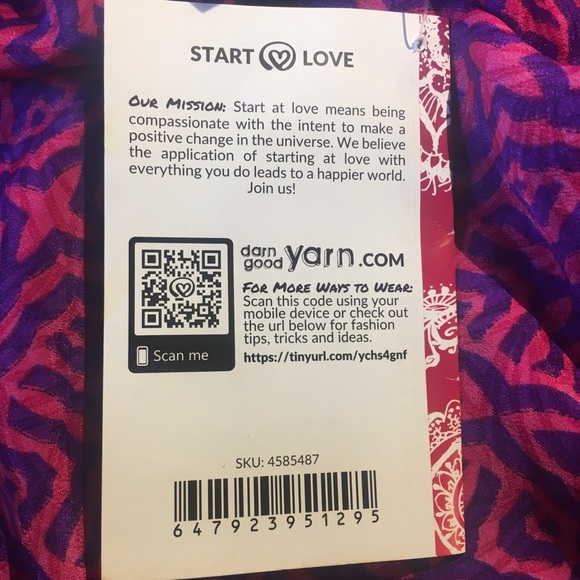 START @ LOVE
Our Mission: Start at love means being
compassionate with the intent to make a
positive change in the universe. We believe
the application of starting at love with
everything you do leads to a happier world.
Join us!
darn
good yarn.COM
For More Ways to Wear:
Scan this code using your
mobile device or check out
the url below for fashion
tips, tricks and ideas.
https://tinyurl.com/ychs4gnf
Scan me
SKU: 4585487
647923951295